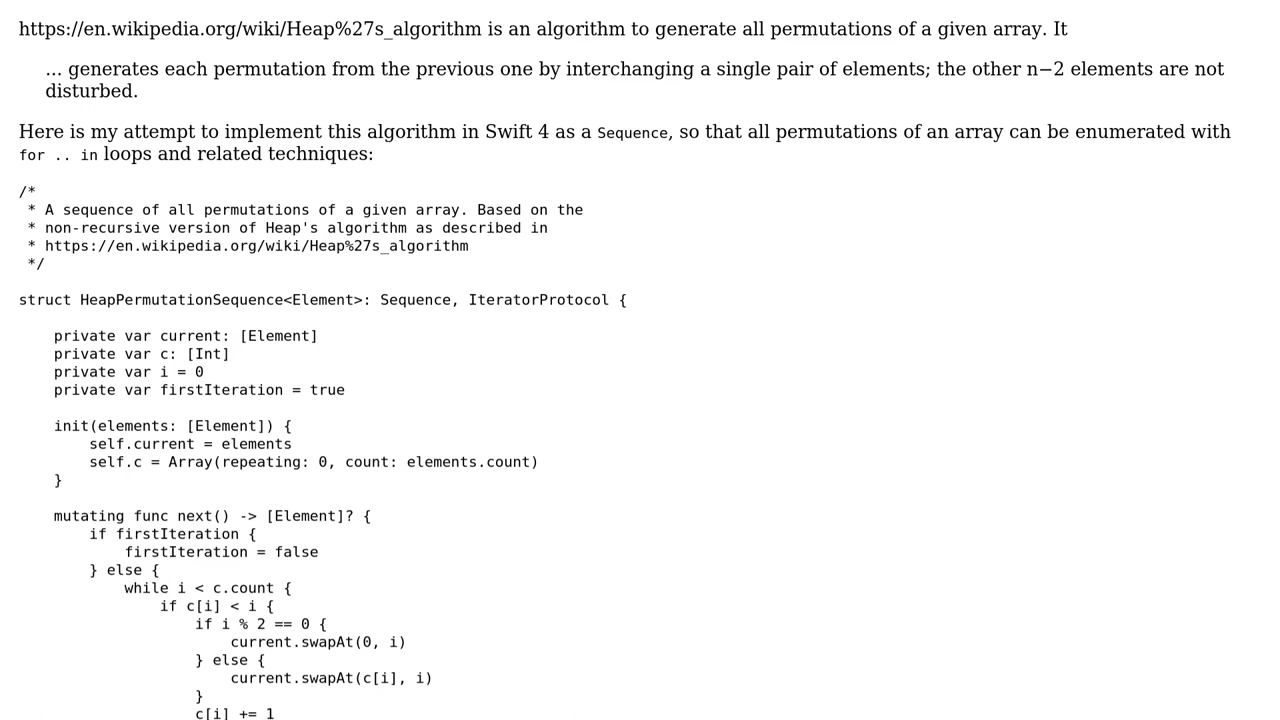 https://en.wikipedia.org/wiki/Heap%27s_algorithm is an algorithm to generate all permutations of a given array. It
... generates each permutation from the previous one by interchanging a single pair of elements; the other n−2 elements are not
disturbed.
Here is my attempt to implement this algorithm in Swift 4 as a Sequence, so that all permutations of an array can be enumerated with
for .. in loops and related techniques:
/*
 * A sequence of all permutations of a given array. Based on the
 * non-recursive version of Heap's algorithm as described in
 * https://en.wikipedia.org/wiki/Heap%27s_algorithm
 */
struct HeapPermutationSequence<Element>: Sequence, IteratorProtocol {
    private var current: [Element]
    private var c: [Int]
    private var i = 0
    private var firstIteration = true
    init(elements: [Element]) {
        self.current = elements
        self.c = Array(repeating: 0, count: elements.count)
    }
    mutating func next() -> [Element]? {
        if firstIteration {
            firstIteration = false
        } else {
            while i < c.count {
                if c[i] < i {
                    if i % 2 == 0 {
                        current.swapAt(0, i)
                    } else {
                        current.swapAt(c[i], i)
                    }
                    c[i] += 1